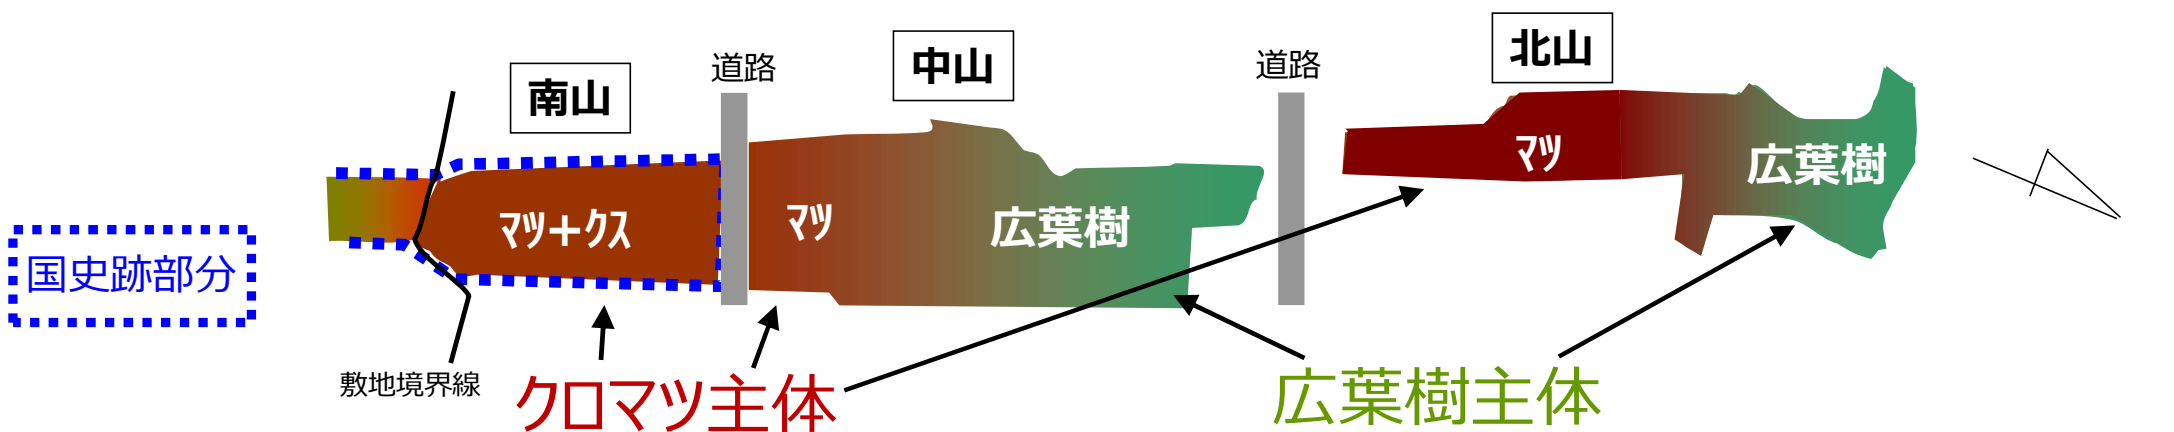 南山
道路
中山
道路
北山
ﾏﾂ+ｸｽ
ﾏﾂ
広葉樹
ﾏﾂ
広葉樹
国史跡部分
敷地境界線
クロマツ主体
広葉樹主体